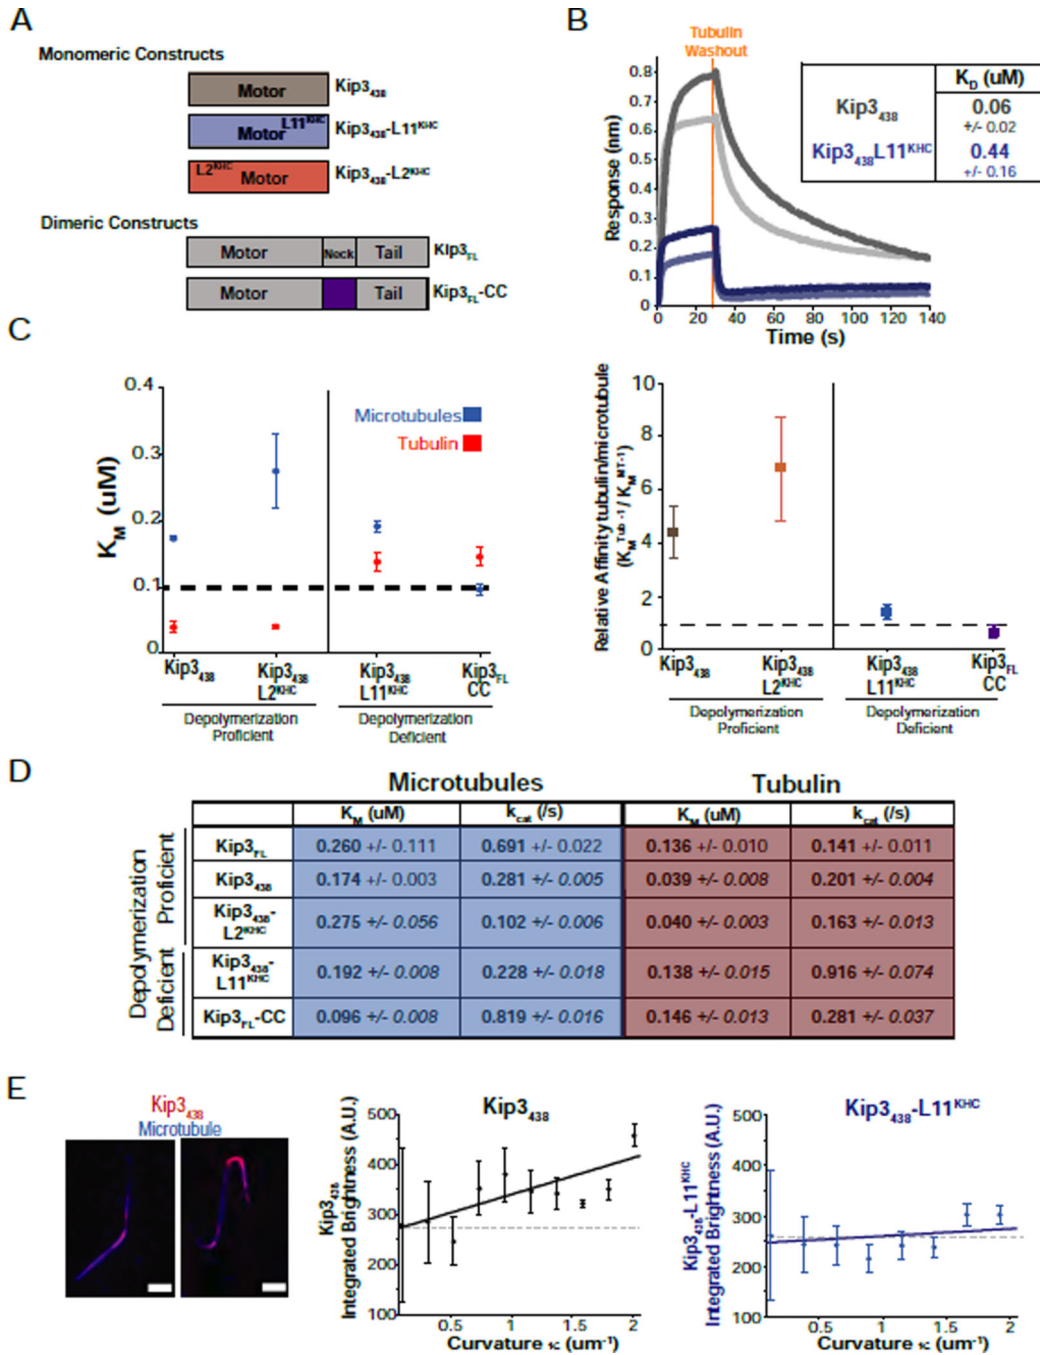 A
Monomeric Constructs
Motor
Kip3438
L11KHC
Motor
Kip3438-L11KHC
L2KHC
Motor
Kip3438-L2KHC
Dimeric Constructs
Motor
Neck
Tail
Kip3FL
Motor
Tail
Kip3FL-CC
B
Tubulin
Washout
Response (nm)
0.8
0.7
0.6
0.5
0.4
0.3
0.2
0.1
0
0 20 40 60 80 100 120 140
Time (s)
KD (uM)
Kip3438
0.06
+/- 0.02
Kip3438L11KHC
0.44
+/- 0.16
C
KM (uM)
0.4
0.3
0.2
0.1
0
Microtubules
Tubulin
Kip3438
Kip3438
L2KHC
Kip3438
L11KHC
Kip3FL
CC
Depolymerization
Proficient
Depolymerization
Deficient
Relative Affinity tubulin/microtubule
(KM Tub -1 / KM MT-1)
10
8
6
4
2
0
Kip3438
Kip3438
L2KHC
Kip3438
L11KHC
Kip3FL
CC
Depolymerization
Proficient
Depolymerization
Deficient
D
Microtubules Tubulin
KM (uM) kcat (/s) KM (uM) kcat (/s)
Depolymerization
Proficient
Deficient
Kip3FL 0.260 +/- 0.111 0.691 +/- 0.022 0.136 +/- 0.010 0.141 +/- 0.011
Kip3438 0.174 +/- 0.003 0.281 +/- 0.005 0.039 +/- 0.008 0.201 +/- 0.004
Kip3438-
L2KHC 0.275 +/- 0.056 0.102 +/- 0.006 0.040 +/- 0.003 0.163 +/- 0.013
Kip3438-
L11KHC 0.192 +/- 0.008 0.228 +/- 0.018 0.138 +/- 0.015 0.916 +/- 0.074
Kip3FL-CC 0.096 +/- 0.008 0.819 +/- 0.016 0.146 +/- 0.013 0.281 +/- 0.037
E
Kip3438
Microtubule
Kip3438
Kip3438
Integrated Brightness (A.U.)
500
400
300
200
100
0.5 1 1.5 2
Curvature κ (um-1)
Kip3438-L11KHC
Kip3438-L11KHC
Integrated Brightness (A.U.)
500
400
300
200
100
0.5 1 1.5 2
Curvature κ (um-1)